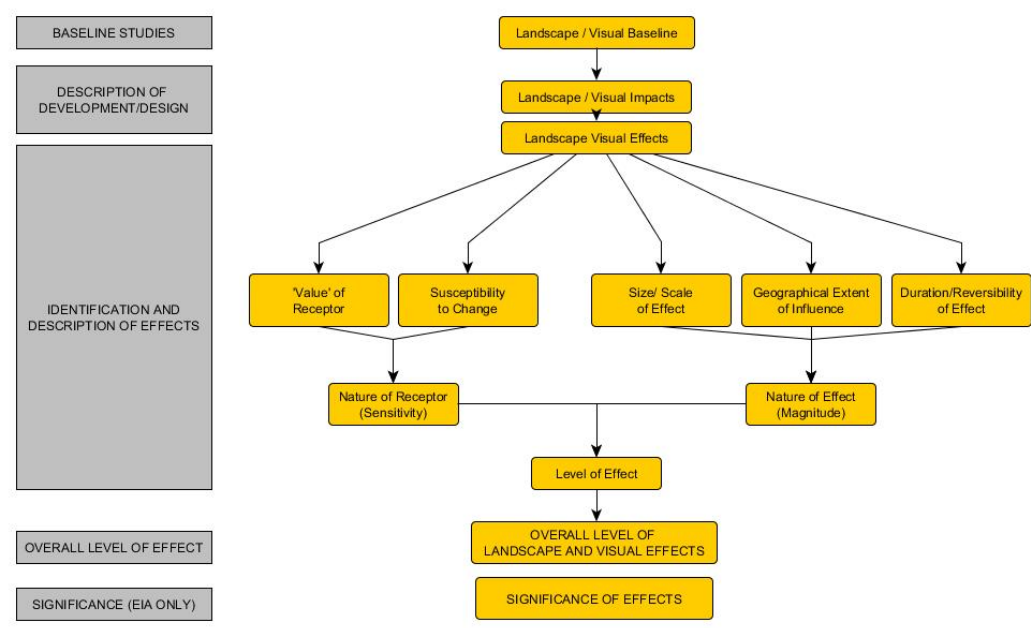 BASELINE STUDIES
Landscape / Visual Baseline
DESCRIPTION OF
DEVELOPMENT/DESIGN
Landscape / Visual Impacts
Landscape Visual Effects
IDENTIFICATION AND
DESCRIPTION OF EFFECTS
'Value' of
Receptor
Susceptibility
to Change
Size/ Scale
of Effect
Geographical Extent
of Influence
Duration/Reversibility
of Effect
Nature of Receptor
(Sensitivity)
Nature of Effect
(Magnitude)
Level of Effect
OVERALL LEVEL OF EFFECT
OVERALL LEVEL OF
LANDSCAPE AND VISUAL EFFECTS
SIGNIFICANCE (EIA ONLY)
SIGNIFICANCE OF EFFECTS